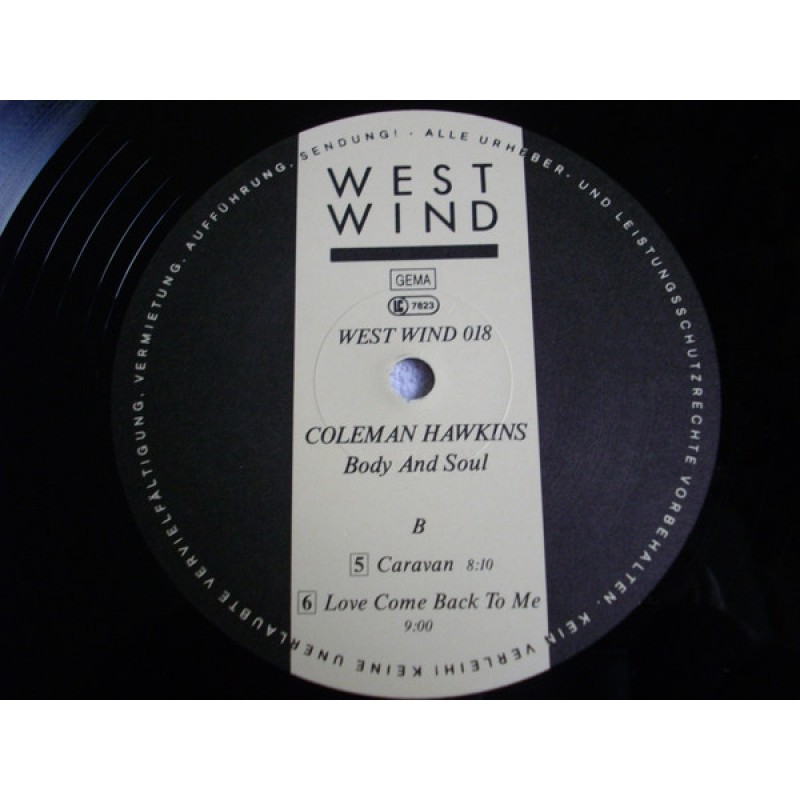 WEST
WIND
GEMA
LC 7823
WEST WIND 018
COLEMAN HAWKINS
Body And Soul
B
5 Caravan 8:10
6 Love Come Back To Me
9:00
ALLE URHEBER- UND LEISTUNGSSCHUTZRECHTE VORBEHALTEN. KEIN VERLEIH! KEINE UNERLAUBTE VERVIELFÄLTIGUNG, VERMIETUNG, AUFFÜHRUNG, SENDUNG! ·